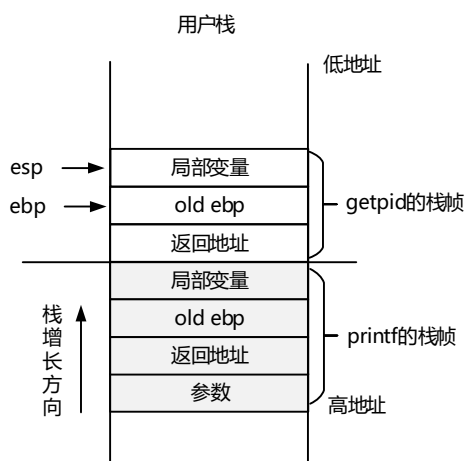 用户栈
低地址
esp
局部变量
ebp
old ebp
getpid的栈帧
返回地址
局部变量
栈增长方向
old ebp
printf的栈帧
返回地址
参数
高地址